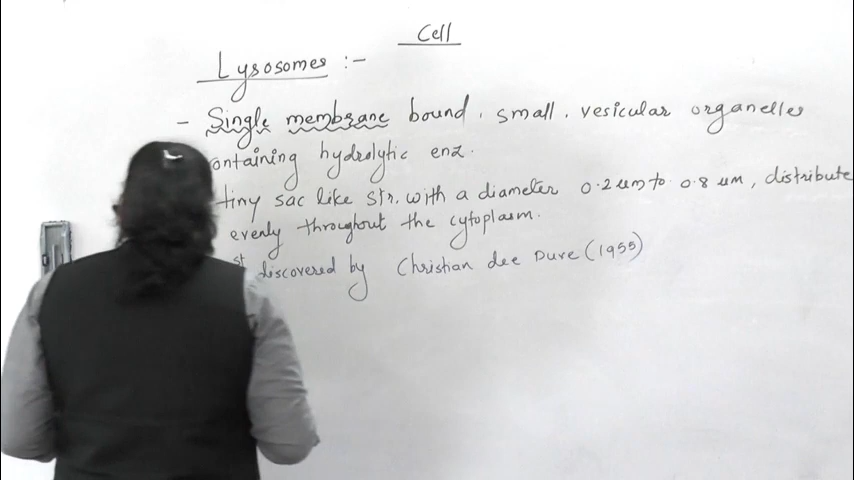 Cell
Lysosomes :-
- Single membrane bound, small, vesicular organelles
ontaining hydrolytic enz.
tiny sac like str. with a diameter 0.2 um to 0.8 um, distribute
evenly throughout the cytoplasm.
st discovered by Christian dee Duve (1955)